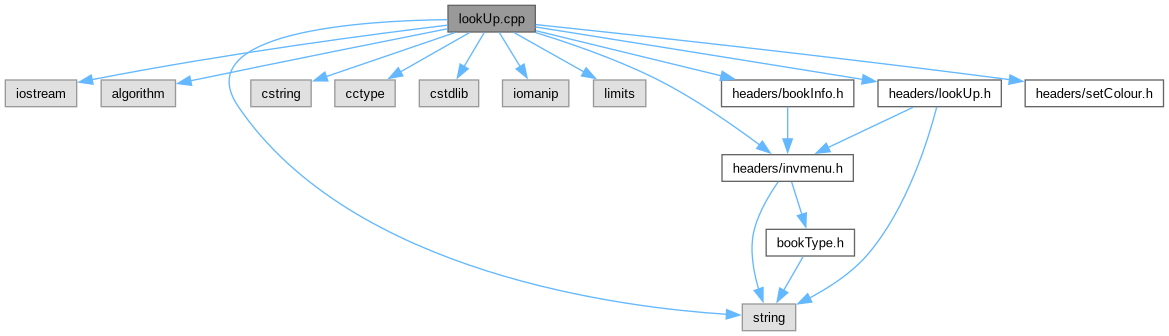 lookUp.cpp
iostream
algorithm
cstring
cctype
cstdlib
iomanip
limits
headers/bookInfo.h
headers/lookUp.h
headers/setColour.h
headers/invmenu.h
bookType.h
string